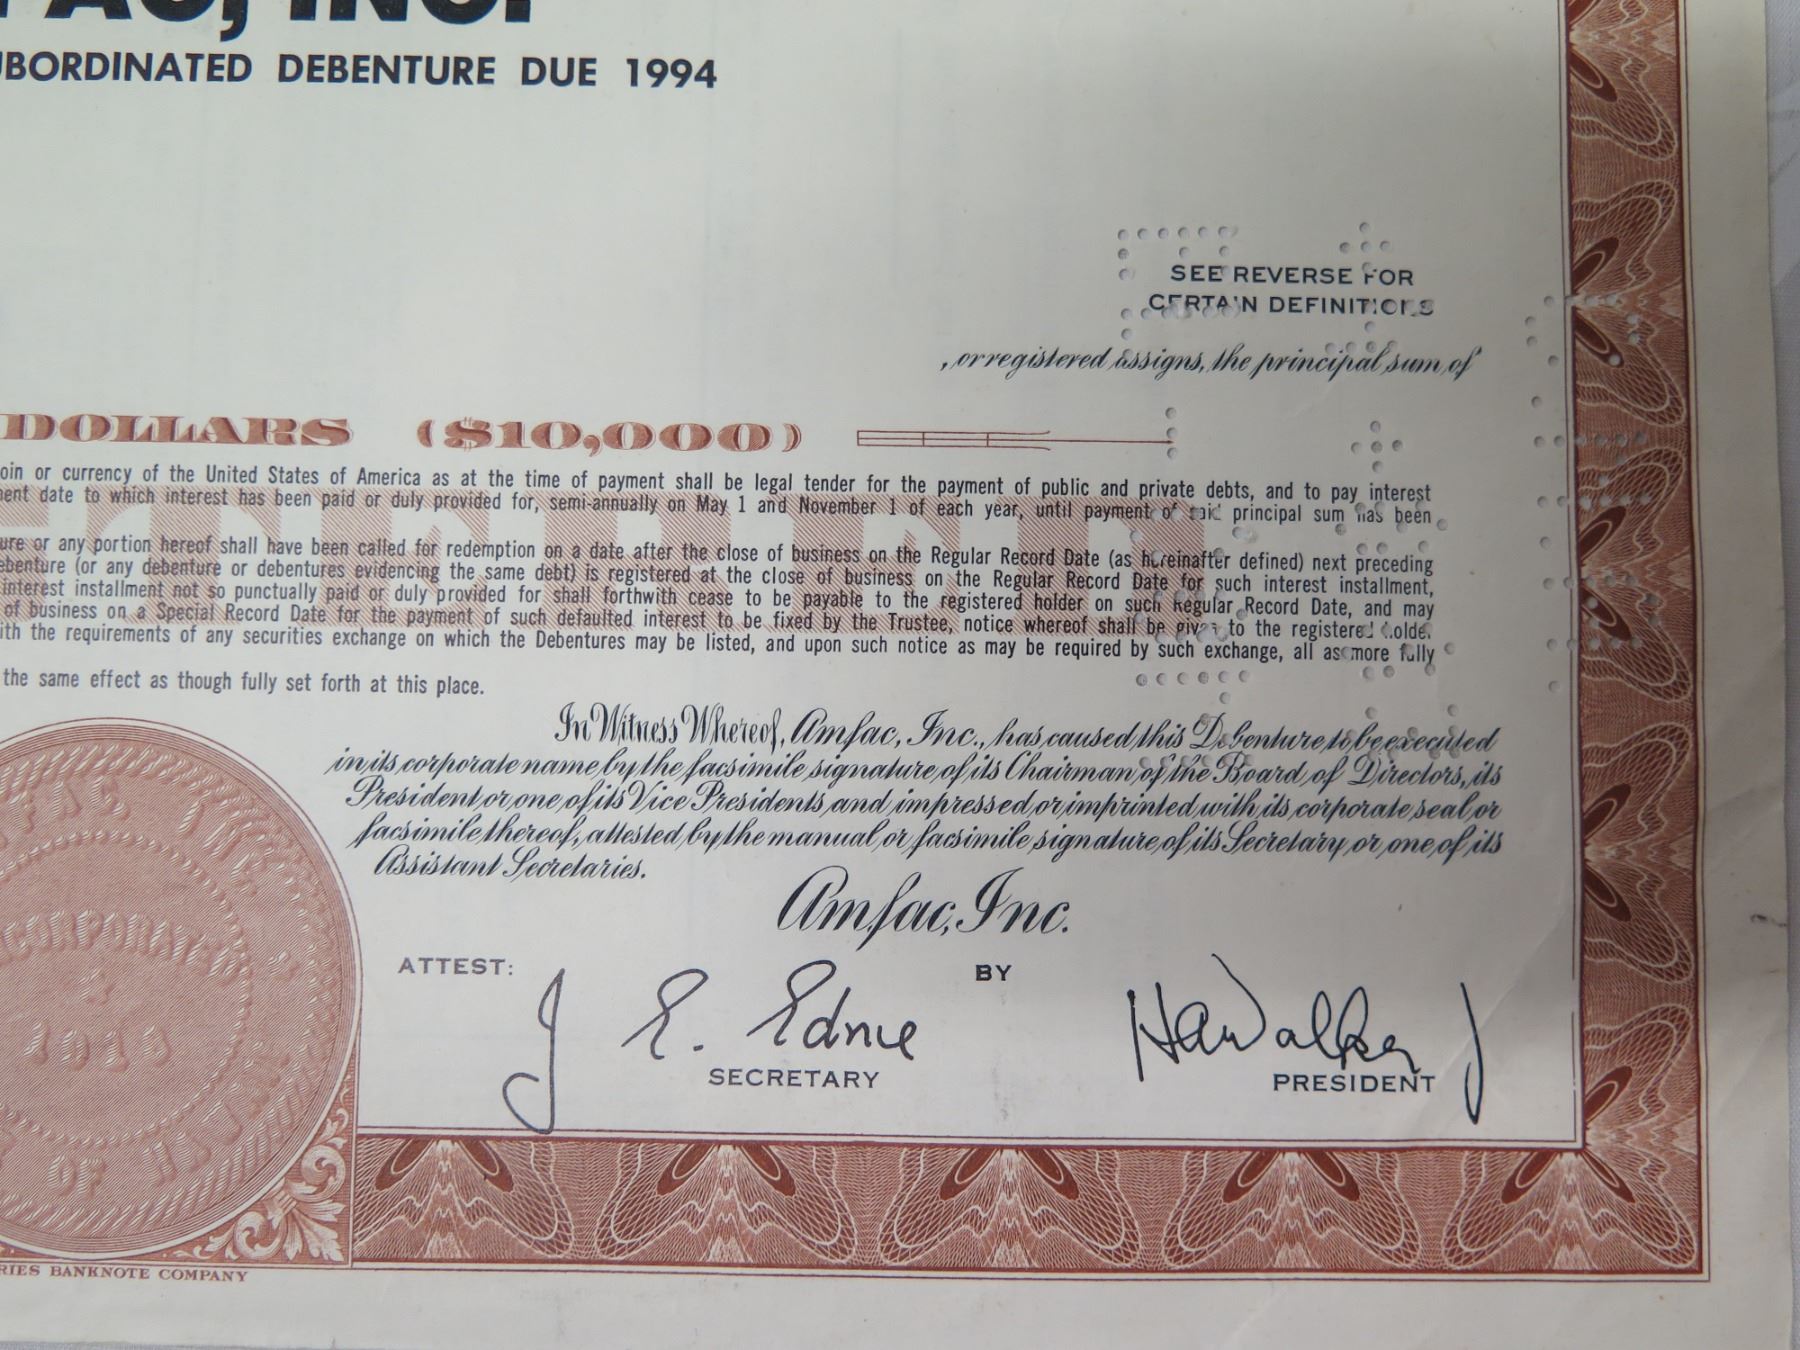 FAC, INC.
UBORDINATED DEBENTURE DUE 1994
SEE REVERSE FOR
CERTAIN DEFINITIONS
, or registered assigns, the principal sum of
DOLLARS ($10,000)
oin or currency of the United States of America as at the time of payment shall be legal tender for the payment of public and private debts, and to pay interest
ent date to which interest has been paid or duly provided for, semi-annually on May 1 and November 1 of each year, until payment of said principal sum has been
ure or any portion hereof shall have been called for redemption on a date after the close of business on the Regular Record Date (as hereinafter defined) next preceding
ebenture (or any debenture or debentures evidencing the same debt) is registered at the close of business on the Regular Record Date for such interest installment,
interest installment not so punctually paid or duly provided for shall forthwith cease to be payable to the registered holder on such Regular Record Date, and may
of business on a Special Record Date for the payment of such defaulted interest to be fixed by the Trustee, notice whereof shall be given to the registered holder
ith the requirements of any securities exchange on which the Debentures may be listed, and upon such notice as may be required by such exchange, all as more fully
the same effect as though fully set forth at this place.
In Witness Whereof, Amfac, Inc., has caused this Debenture to be executed
in its corporate name by the facsimile signature of its Chairman of the Board of Directors, its
President or one of its Vice Presidents and impressed or imprinted with its corporate seal or
facsimile thereof, attested by the manual or facsimile signature of its Secretary or one of its
Assistant Secretaries.
Amfac, Inc.
ATTEST:
BY
J. E. Ednie
SECRETARY
HAWalker J
PRESIDENT
FAC INC
NCORPORATED
1918
OF HAWAII
RIES BANKNOTE COMPANY